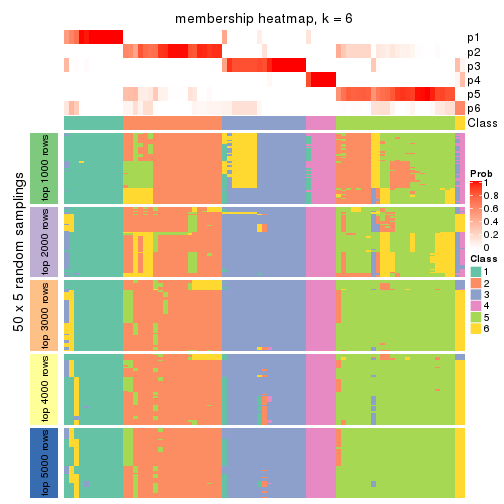 membership heatmap, k = 6
p1
p2
p3
p4
p5
p6
Class
50 x 5 random samplings
top 1000 rows
top 2000 rows
top 3000 rows
top 4000 rows
top 5000 rows
Prob
1
0.8
0.6
0.4
0.2
0
Class
1
2
3
4
5
6